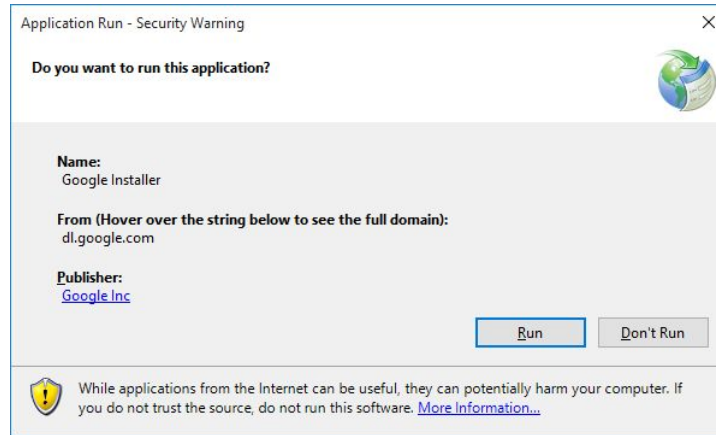 Application Run - Security Warning
Do you want to run this application?
Name:
Google Installer
From (Hover over the string below to see the full domain):
dl.google.com
Publisher:
Google Inc
Run
Don't Run
While applications from the Internet can be useful, they can potentially harm your computer. If
you do not trust the source, do not run this software. More Information...